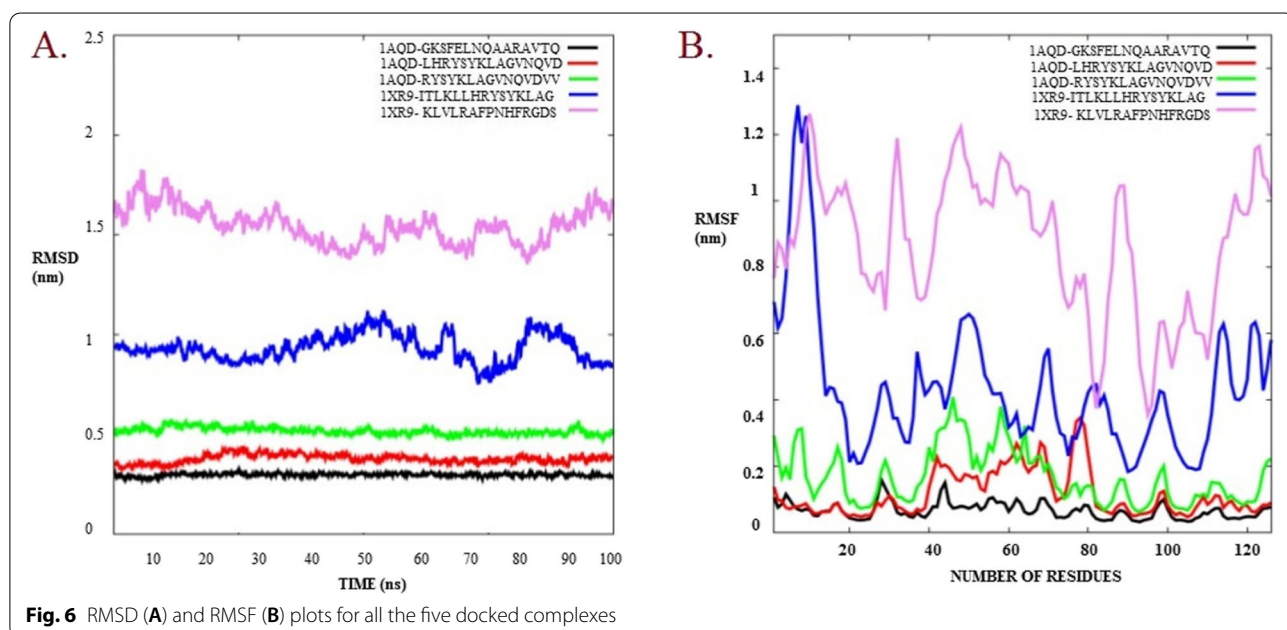 A.
2.5
2
1.5
1
0.5
0
RMSD
(nm)
1AQD-GKSFELNQAARAVTQ
1AQD-LHRYSYKLAGVNQVD
1AQD-RYSYKLAGVNQVDVV
1XR9-ITLKLLHRYSYKLAG
1XR9- KLVLRAFPNHFRGDS
10 20 30 40 50 60 70 80 90 100
TIME (ns)
B.
1.4
1.2
1
0.8
0.6
0.4
0.2
0
RMSF
(nm)
1AQD-GKSFELNQAARAVTQ
1AQD-LHRYSYKLAGVNQVD
1AQD-RYSYKLAGVNQVDVV
1XR9-ITLKLLHRYSYKLAG
1XR9- KLVLRAFPNHFRGDS
20 40 60 80 100 120
NUMBER OF RESIDUES
Fig. 6 RMSD (A) and RMSF (B) plots for all the five docked complexes